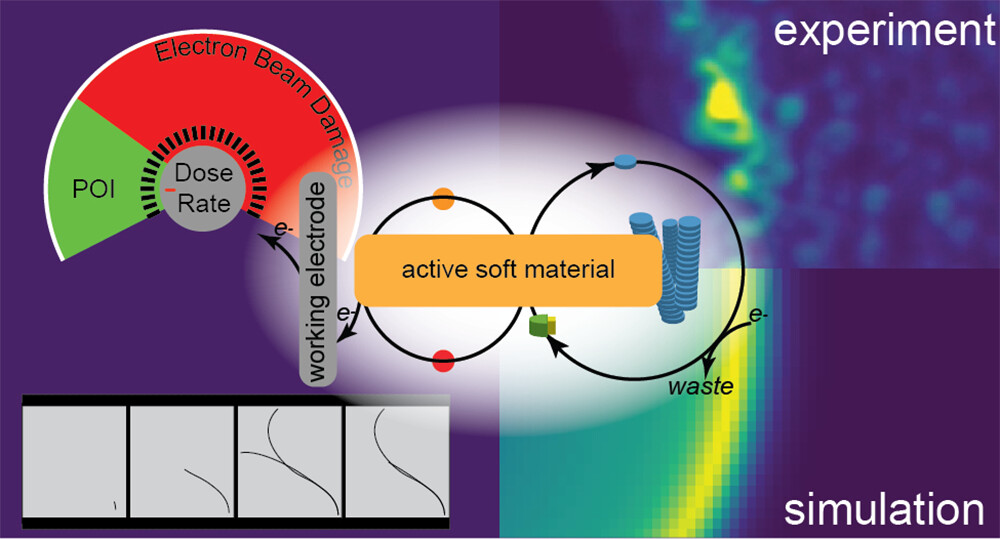 experiment
Electron Beam Damage
POI
Dose
Rate
e-
working electrode
e-
active soft material
e-
waste
simulation